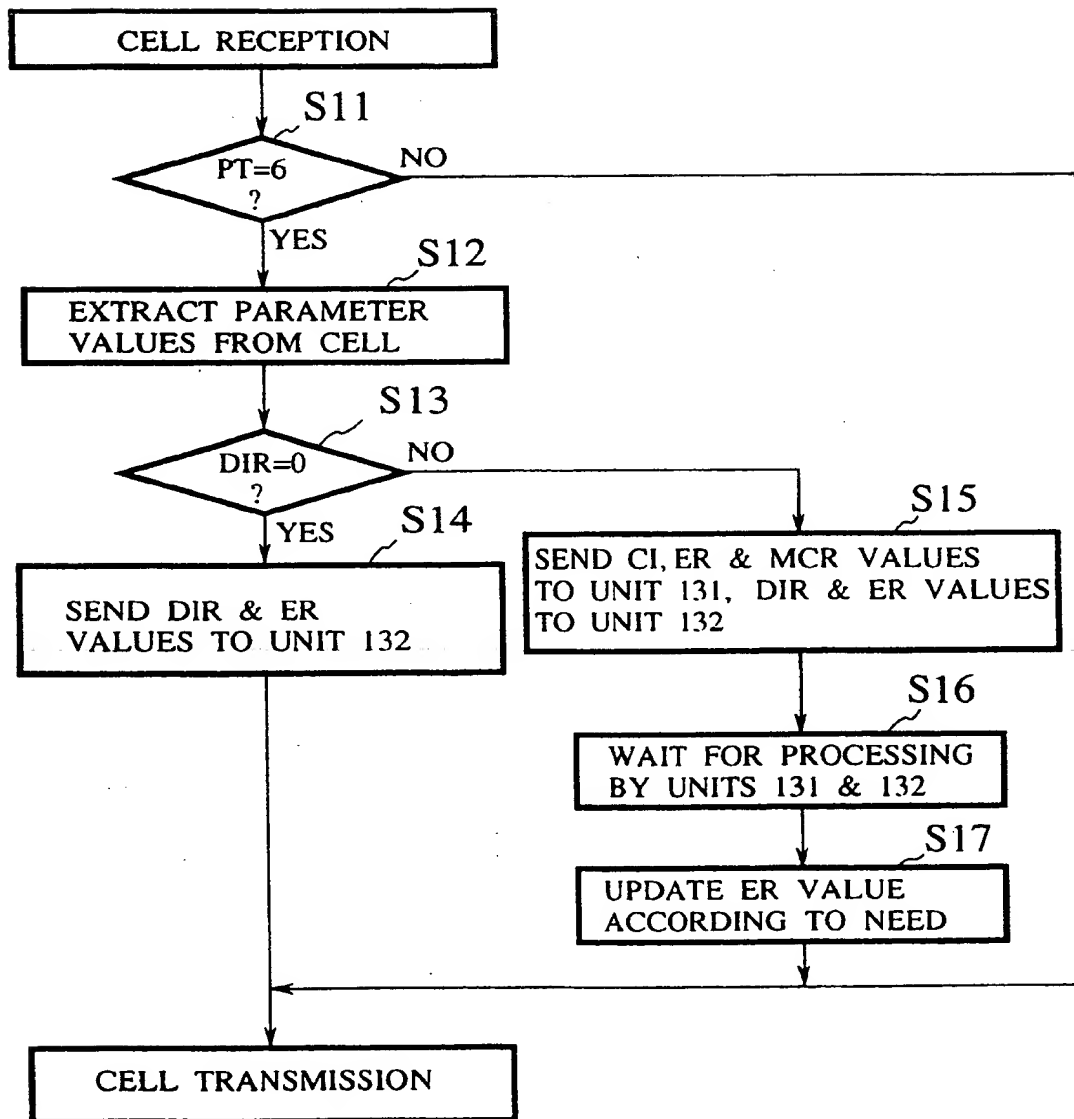 CELL RECEPTION
S11
PT=6
?
NO
YES
S12
EXTRACT PARAMETER
VALUES FROM CELL
S13
DIR=0
?
NO
YES
S14
SEND DIR & ER
VALUES TO UNIT 132
S15
SEND CI, ER & MCR VALUES
TO UNIT 131, DIR & ER VALUES
TO UNIT 132
S16
WAIT FOR PROCESSING
BY UNITS 131 & 132
S17
UPDATE ER VALUE
ACCORDING TO NEED
CELL TRANSMISSION